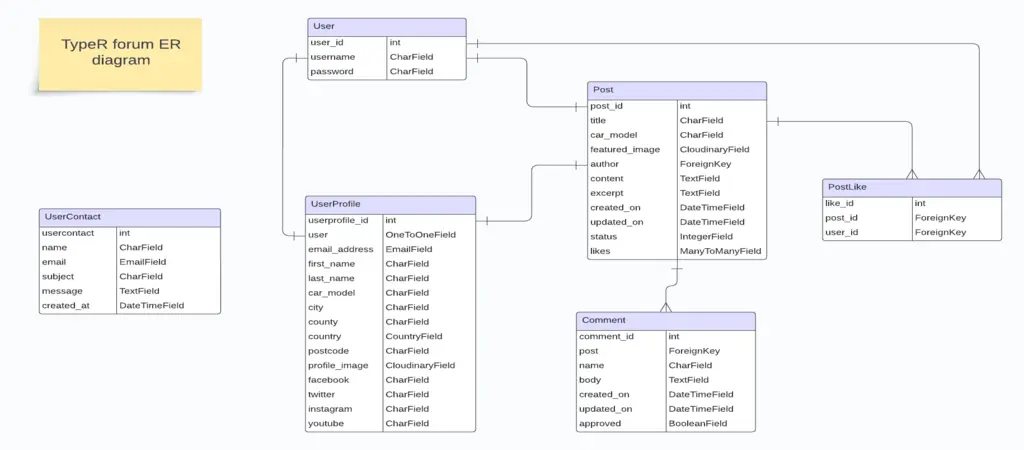 TypeR forum ER
diagram
User
user_id int
username CharField
password CharField
Post
post_id int
title CharField
car_model CharField
featured_image CloudinaryField
author ForeignKey
content TextField
excerpt TextField
created_on DateTimeField
updated_on DateTimeField
status IntegerField
likes ManyToManyField
PostLike
like_id int
post_id ForeignKey
user_id ForeignKey
UserProfile
userprofile_id int
user OneToOneField
email_address EmailField
first_name CharField
last_name CharField
car_model CharField
city CharField
county CharField
country CountryField
postcode CharField
profile_image CloudinaryField
facebook CharField
twitter CharField
instagram CharField
youtube CharField
UserContact
usercontact int
name CharField
email EmailField
subject CharField
message TextField
created_at DateTimeField
Comment
comment_id int
post ForeignKey
name CharField
body TextField
created_on DateTimeField
updated_on DateTimeField
approved BooleanField